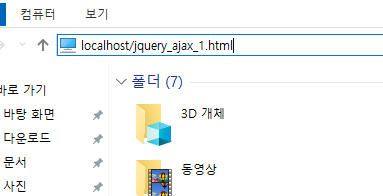 컴퓨터 보기
localhost/jquery_ajax_1.html
바로 가기
폴더 (7)
바탕 화면
3D 개체
다운로드
문서
동영상
사진